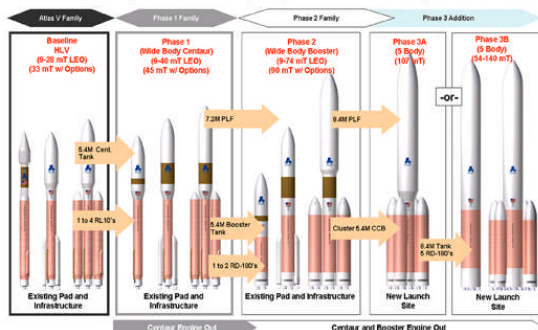 Atlas V Family
Phase 1 Family
Phase 2 Family
Phase 3 Addition
Baseline
HLV
(9-28 mT LEO)
(33 mT w/ Options)
Phase 1
(Wide Body Centaur)
(9-40 mT LEO)
(45 mT w/ Options)
Phase 2
(Wide Body Booster)
(9-74 mT LEO)
(90 mT w/ Options)
Phase 3A
(5 Body)
(107 mT)
-or-
Phase 3B
(5 Body)
(54-140 mT)
5.4M Cent.
Tank
1 to 4 RL10's
7.2M PLF
5.4M Booster
Tank
1 to 2 RD-180's
8.4M PLF
Cluster 5.4M CCB
8.4M Tank
5 RD-180's
Existing Pad and
Infrastructure
Existing Pad and
Infrastructure
Existing Pad and Infrastructure
New Launch
Site
New Launch
Site
Centaur Engine Out
Centaur and Booster Engine Out